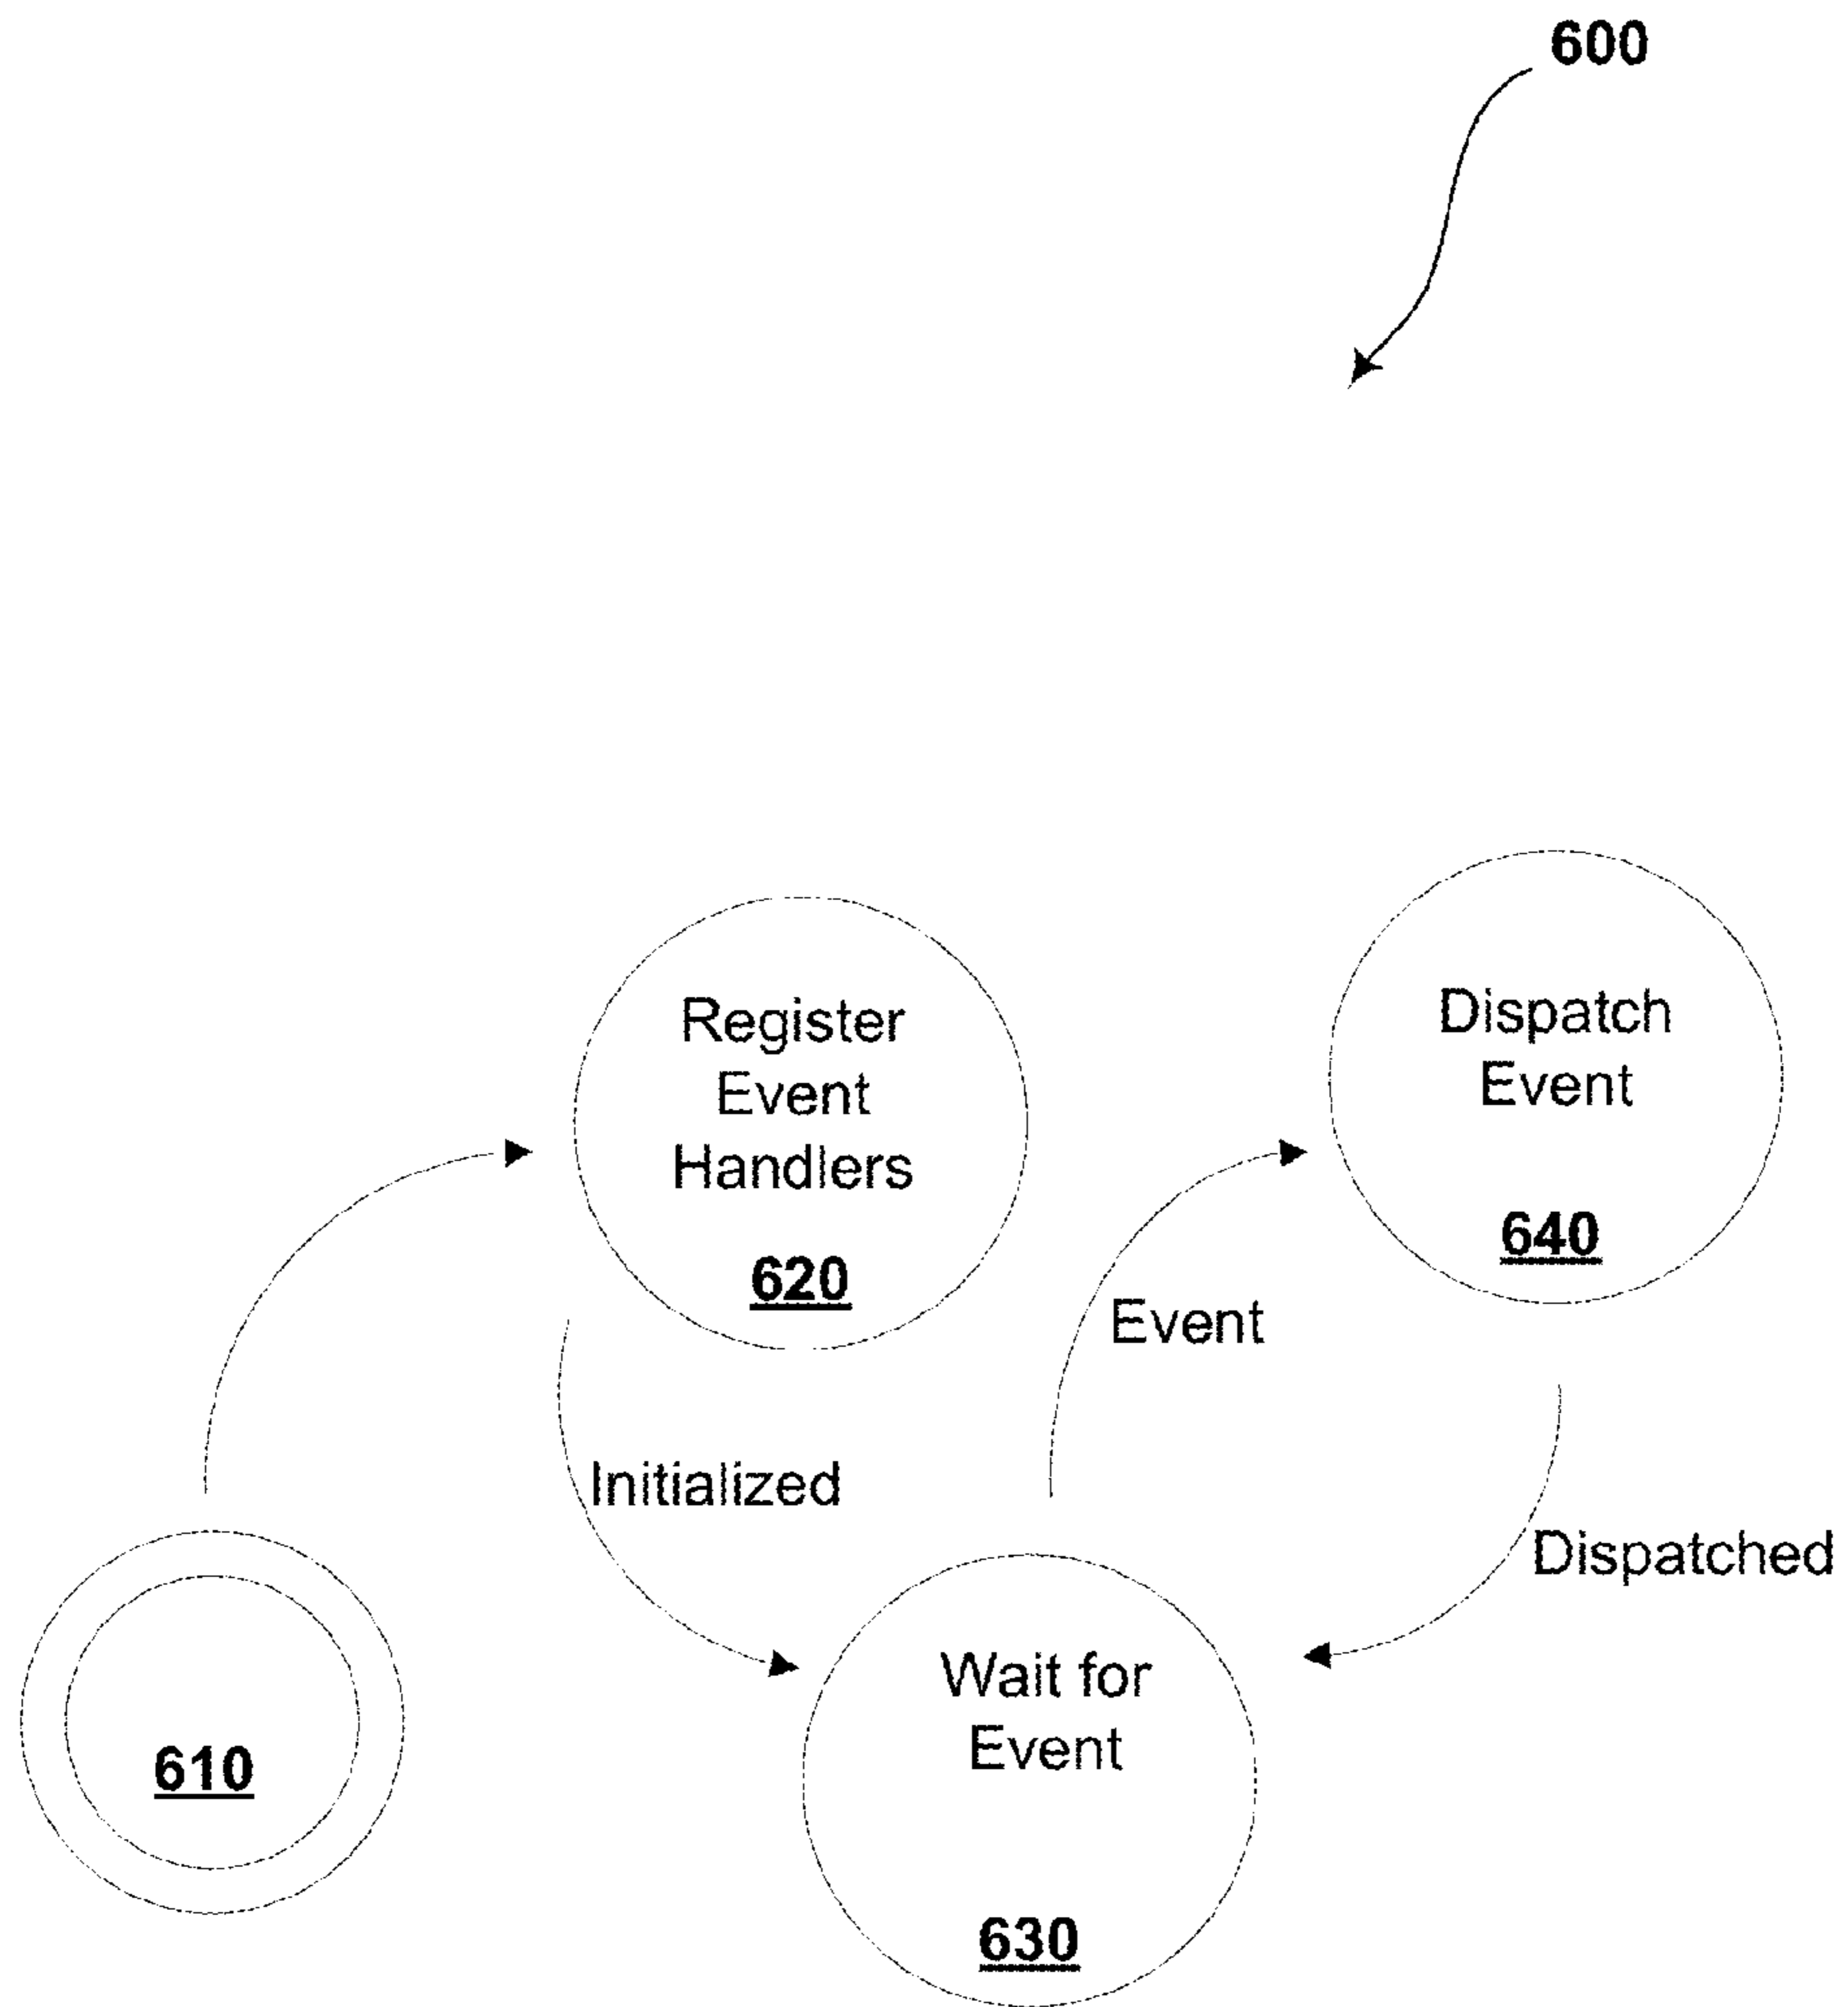 600
Register
Event
Handlers
620
Dispatch
Event
640
Event
Initialized
Dispatched
Wait for
Event
630
610